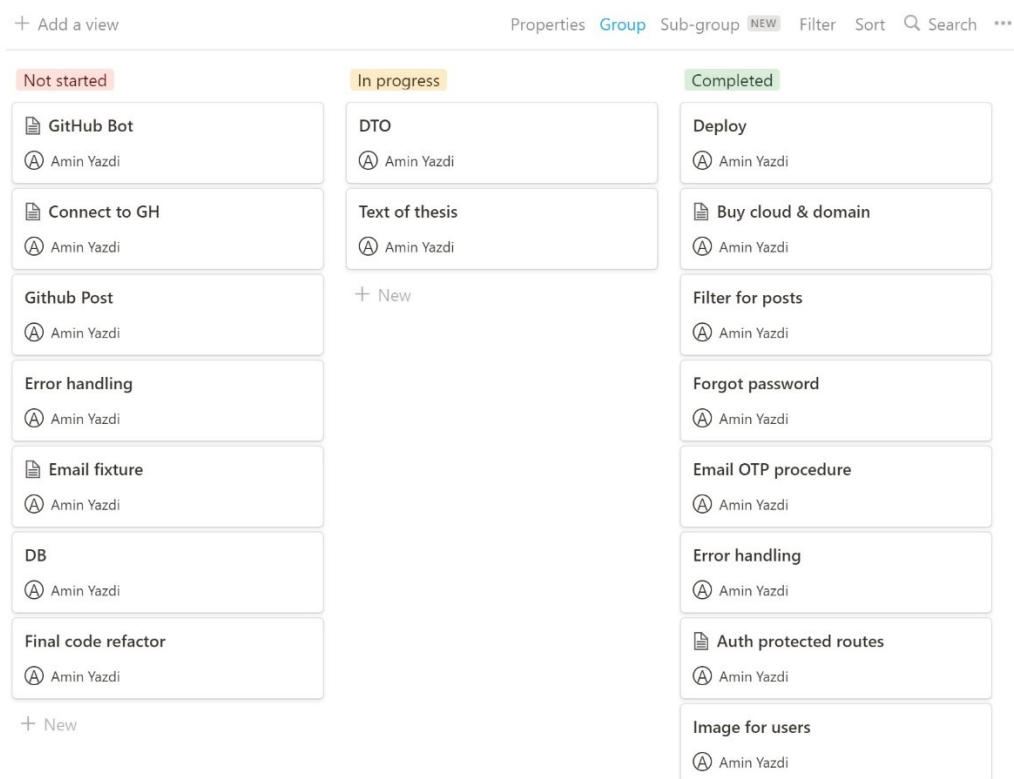 + Add a view
Properties Group Sub-group NEW Filter Sort Search •••
Not started
GitHub Bot
A Amin Yazdi
Connect to GH
A Amin Yazdi
Github Post
A Amin Yazdi
Error handling
A Amin Yazdi
Email fixture
A Amin Yazdi
DB
A Amin Yazdi
Final code refactor
A Amin Yazdi
+ New
In progress
DTO
A Amin Yazdi
Text of thesis
A Amin Yazdi
+ New
Completed
Deploy
A Amin Yazdi
Buy cloud & domain
A Amin Yazdi
Filter for posts
A Amin Yazdi
Forgot password
A Amin Yazdi
Email OTP procedure
A Amin Yazdi
Error handling
A Amin Yazdi
Auth protected routes
A Amin Yazdi
Image for users
A Amin Yazdi